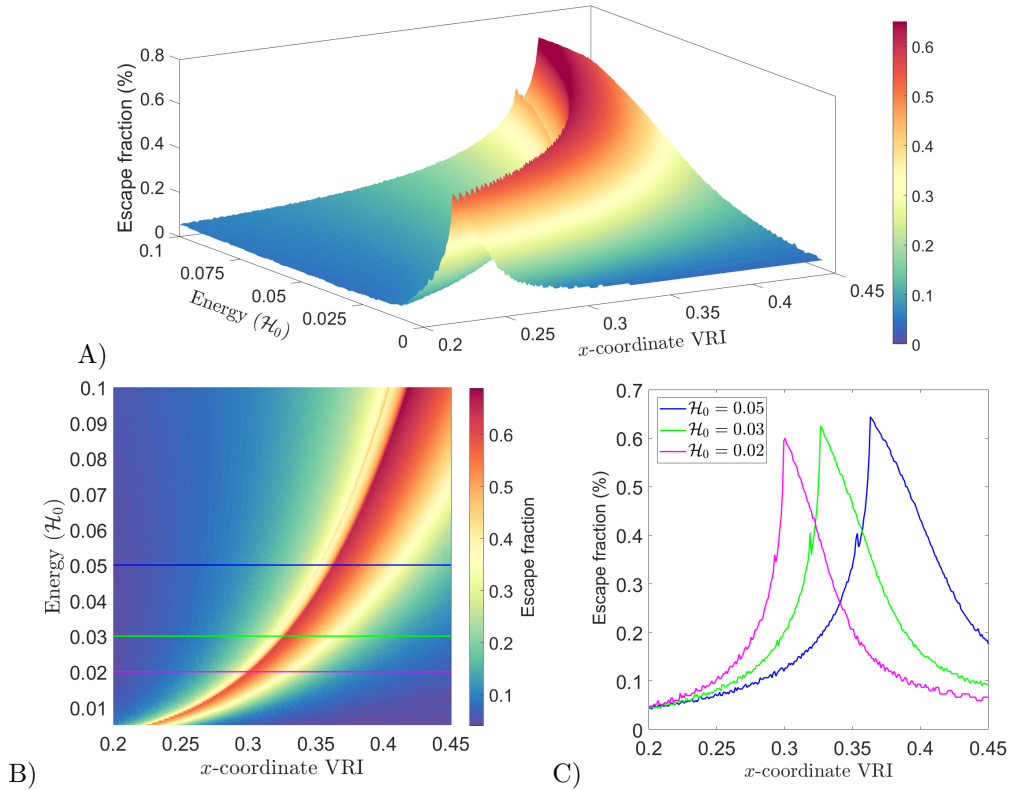 0.8
0.6
0.4
0.2
0
Escape fraction (%)
0.1
0.075
0.05
0.025
0
Energy (ℋ₀)
0.2
0.25
0.3
0.35
0.4
0.45
x-coordinate VRI
0.6
0.5
0.4
0.3
0.2
0.1
0
A)
0.1
0.09
0.08
0.07
0.06
0.05
0.04
0.03
0.02
0.01
Energy (ℋ₀)
0.2 0.25 0.3 0.35 0.4 0.45
x-coordinate VRI
0.6
0.5
0.4
0.3
0.2
0.1
Escape fraction
B)
0.7
0.6
0.5
0.4
0.3
0.2
0.1
0
Escape fraction (%)
ℋ₀ = 0.05
ℋ₀ = 0.03
ℋ₀ = 0.02
0.2 0.25 0.3 0.35 0.4 0.45
x-coordinate VRI
C)